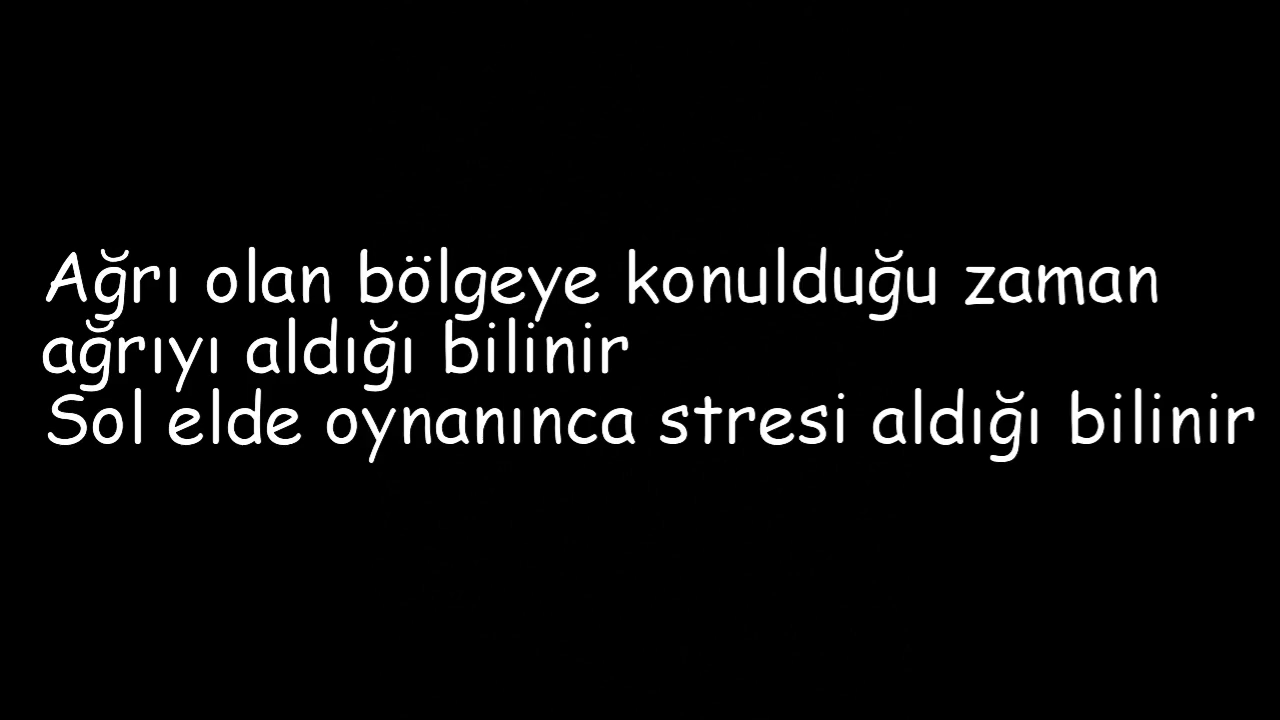 Ağrı olan bölgeye konulduğu zaman
ağrıyı aldığı bilinir
Sol elde oynanınca stresi aldığı bilinir